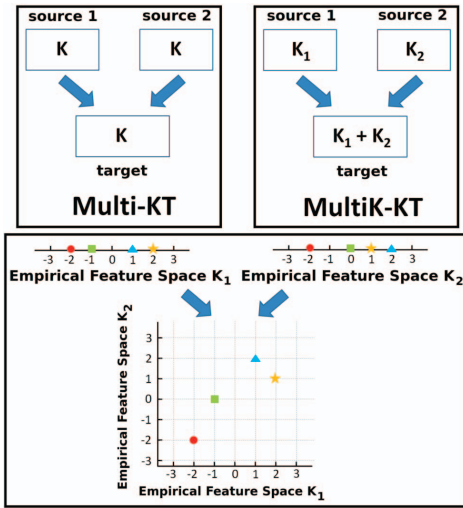 source 1 source 2
K K
K
target
Multi-KT
source 1 source 2
K₁ K₂
K₁ + K₂
target
MultiK-KT
-3 -2 -1 0 1 2 3
Empirical Feature Space K₁
-3 -2 -1 0 1 2 3
Empirical Feature Space K₂
Empirical Feature Space K₂
3
2
1
0
-1
-2
-3
-3 -2 -1 0 1 2 3
Empirical Feature Space K₁